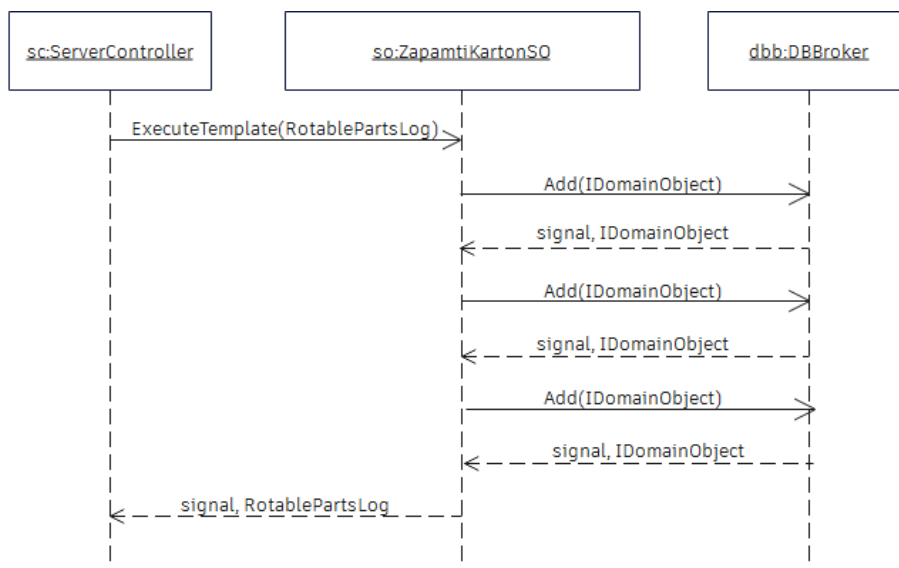 sc:ServerController
so:ZapamtiKartonSO
dbb:DBBroker
ExecuteTemplate(RotablePartsLog)
Add(IDomainObject)
signal, IDomainObject
Add(IDomainObject)
signal, IDomainObject
Add(IDomainObject)
signal, IDomainObject
signal, RotablePartsLog